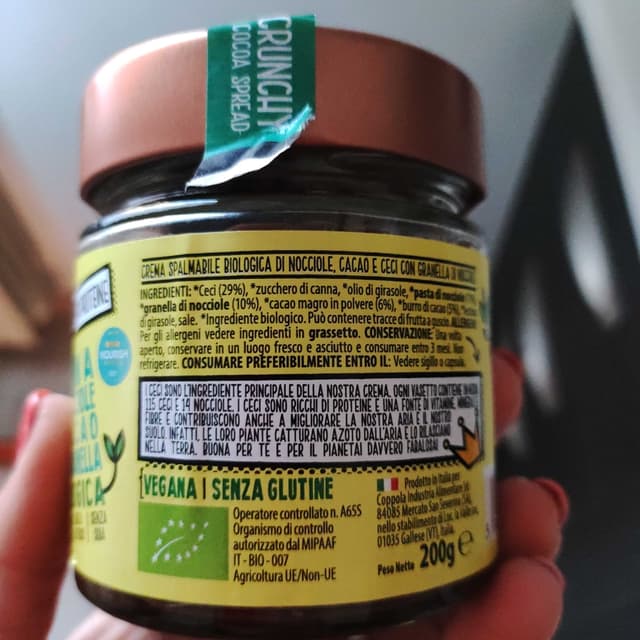 CRUNCHY
COCOA SPREAD
CREMA SPALMABILE BIOLOGICA DI NOCCIOLE, CACAO E CECI CON GRANELLA DI
INGREDIENTI: *Ceci (29%), *zucchero di canna, *olio di girasole, *pasta di nocciole
*granella di nocciole (10%), *cacao magro in polvere (6%), *burro di cacao (5%),
di girasole, sale. *Ingrediente biologico. Può contenere tracce di frutta a guscio. ALLERGENI:
Per gli allergeni vedere ingredienti in grassetto. CONSERVAZIONE: Una volta
aperto, conservare in un luogo fresco e asciutto e consumare entro 3 mesi. Non
refrigerare. CONSUMARE PREFERIBILMENTE ENTRO IL: Vedere sigillo o capsula.
I CECI SONO L'INGREDIENTE PRINCIPALE DELLA NOSTRA CREMA. OGNI VASETTO CONTIENE
115 CECI E 14 NOCCIOLE. I CECI SONO RICCHI DI PROTEINE E UNA FONTE DI VITAMINE,
FIBRE E CONTRIBUISCONO ANCHE A MIGLIORARE LA NOSTRA ARIA E IL NOSTRO
SUOLO. INFATTI, LE LORO PIANTE CATTURANO AZOTO DALL'ARIA E LO RILASCIANO
NELLA TERRA. BUONA PER TE E PER IL PIANETA! DAVVERO FABALOSA!
VEGANA | SENZA GLUTINE
Operatore controllato n. A65S
Organismo di controllo
autorizzato dal MIPAAF
IT - BIO - 007
Agricoltura UE/Non-UE
Prodotto in Italia per
Coppola Industria Alimentare
84085 Mercato San Severino (SA),
nello stabilimento di
01035 Gallese (VT), Italia.
Peso Netto 200g e
NOURISH